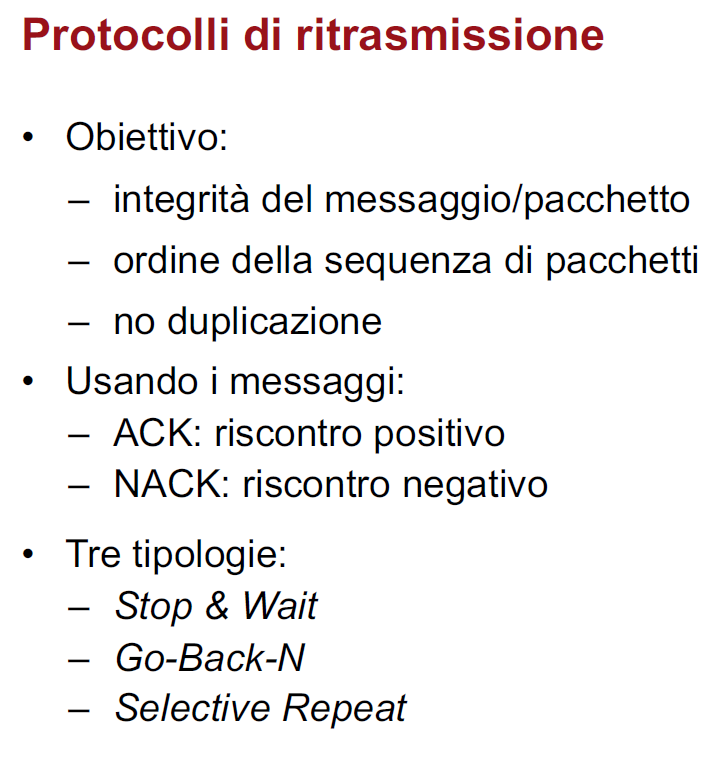 Protocolli di ritrasmissione
• Obiettivo:
– integrità del messaggio/pacchetto
– ordine della sequenza di pacchetti
– no duplicazione
• Usando i messaggi:
– ACK: riscontro positivo
– NACK: riscontro negativo
• Tre tipologie:
– Stop & Wait
– Go-Back-N
– Selective Repeat